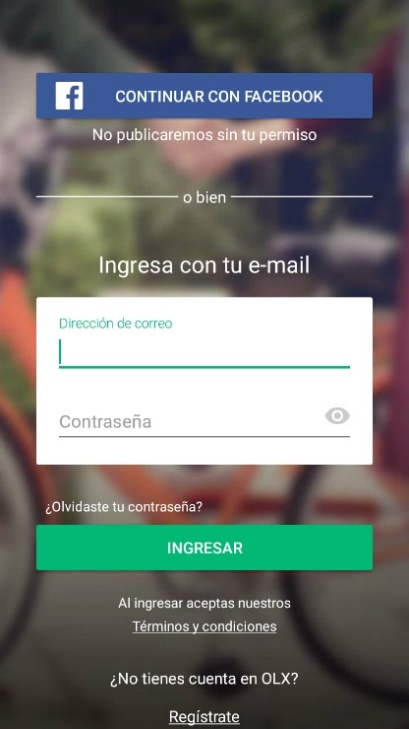 CONTINUAR CON FACEBOOK
No publicaremos sin tu permiso
o bien
Ingresa con tu e-mail
Dirección de correo
Contraseña
¿Olvidaste tu contraseña?
INGRESAR
Al ingresar aceptas nuestros
Términos y condiciones
¿No tienes cuenta en OLX?
Regístrate